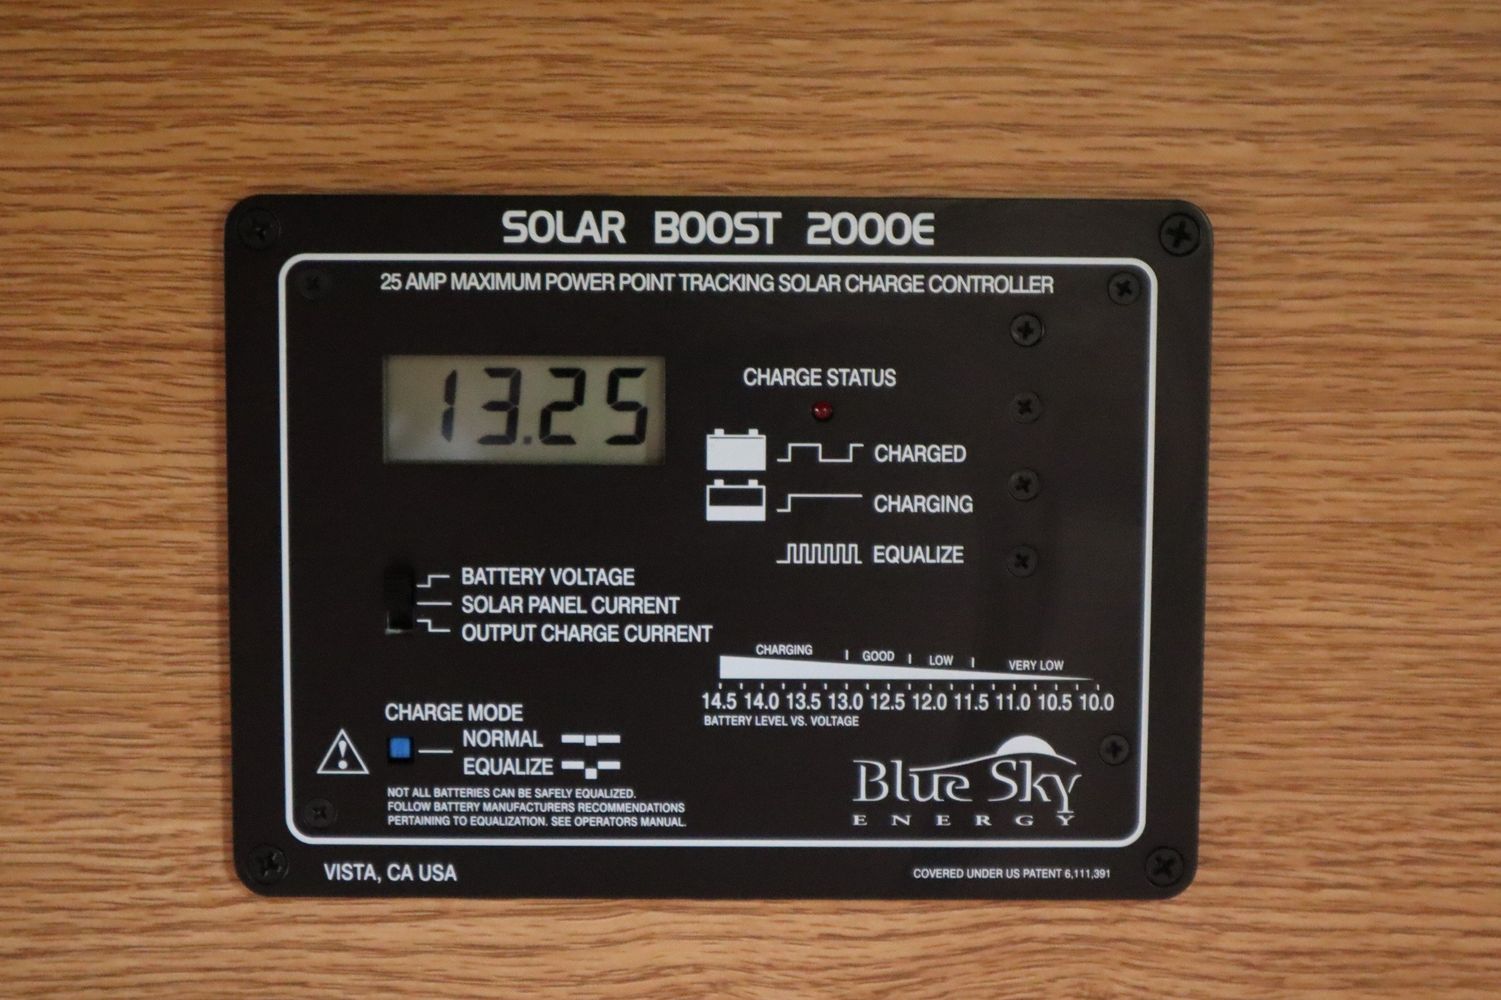 SOLAR BOOST 2000E
25 AMP MAXIMUM POWER POINT TRACKING SOLAR CHARGE CONTROLLER
13.25
CHARGE STATUS
CHARGED
CHARGING
EQUALIZE
BATTERY VOLTAGE
SOLAR PANEL CURRENT
OUTPUT CHARGE CURRENT
CHARGING GOOD LOW VERY LOW
14.5 14.0 13.5 13.0 12.5 12.0 11.5 11.0 10.5 10.0
BATTERY LEVEL VS. VOLTAGE
CHARGE MODE
NORMAL
EQUALIZE
NOT ALL BATTERIES CAN BE SAFELY EQUALIZED.
FOLLOW BATTERY MANUFACTURERS RECOMMENDATIONS
PERTAINING TO EQUALIZATION. SEE OPERATORS MANUAL.
Blue Sky
ENERGY
VISTA, CA USA
COVERED UNDER US PATENT 6,111,391